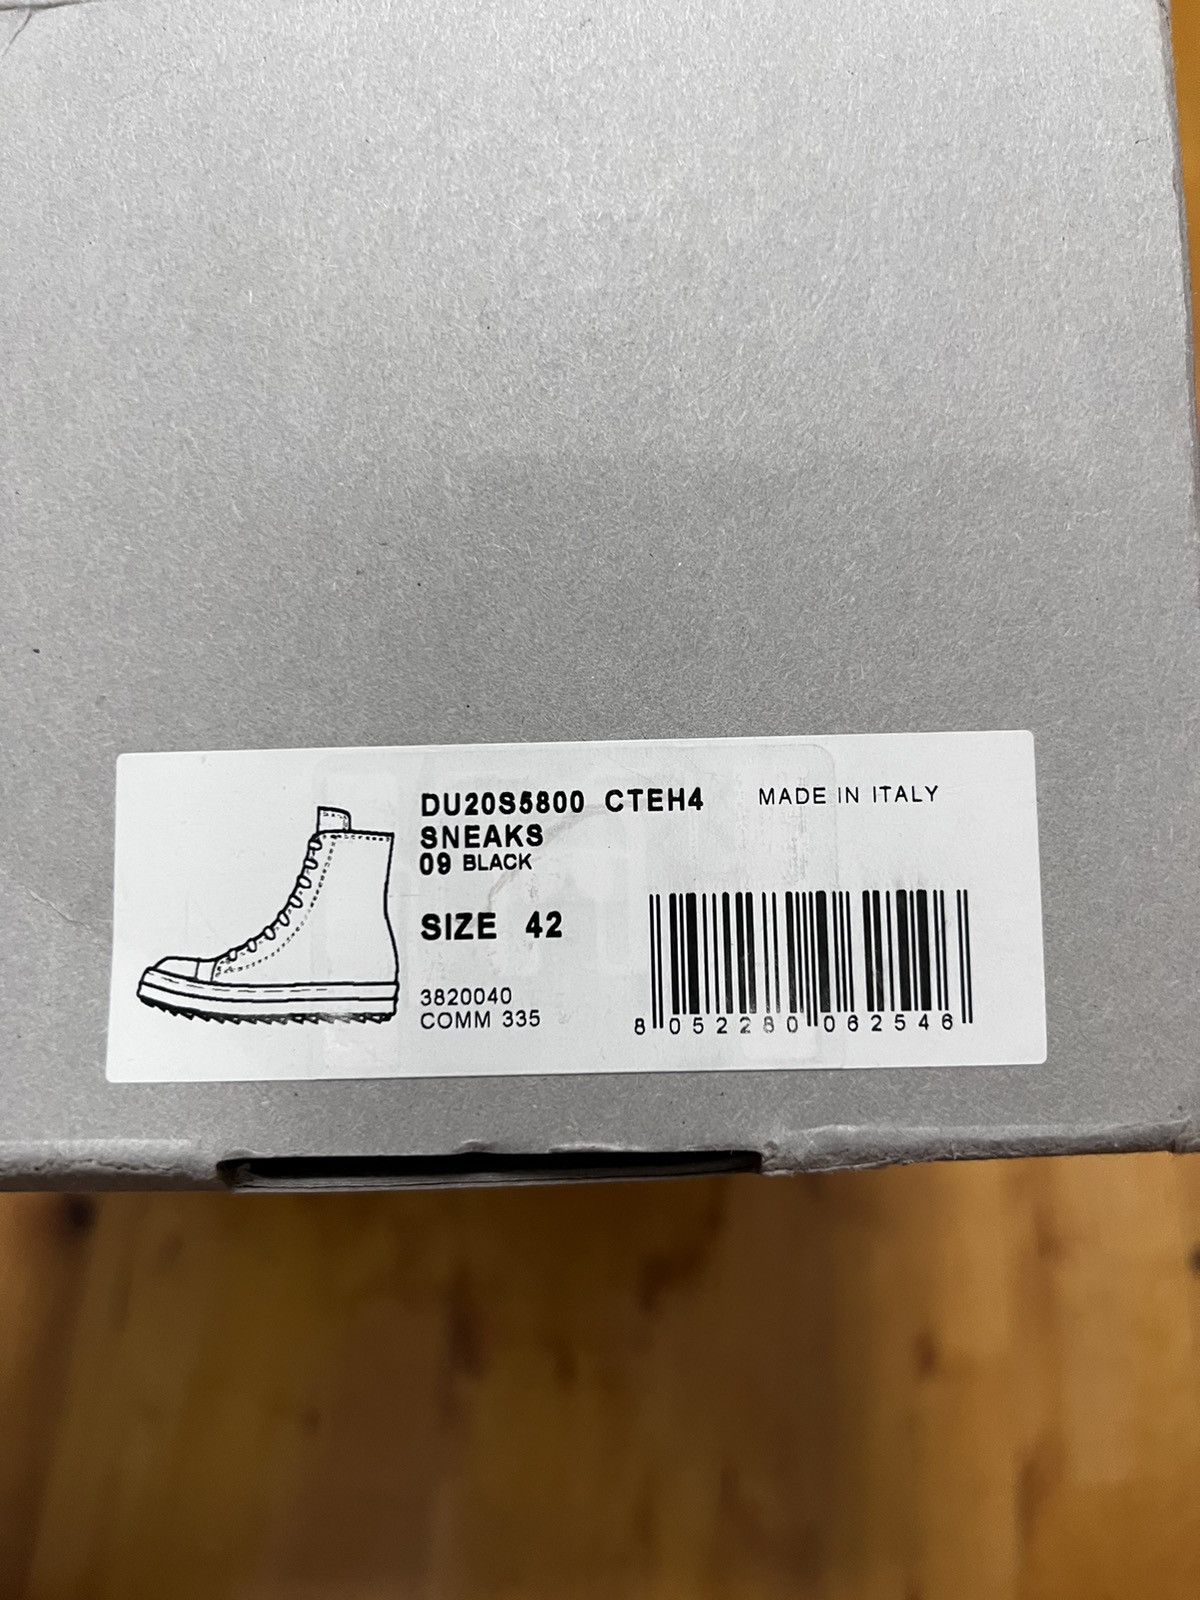 DU20S5800 CTEH4 MADE IN ITALY
SNEAKS
09 BLACK
SIZE 42
3820040
COMM 335
8 052280 062546